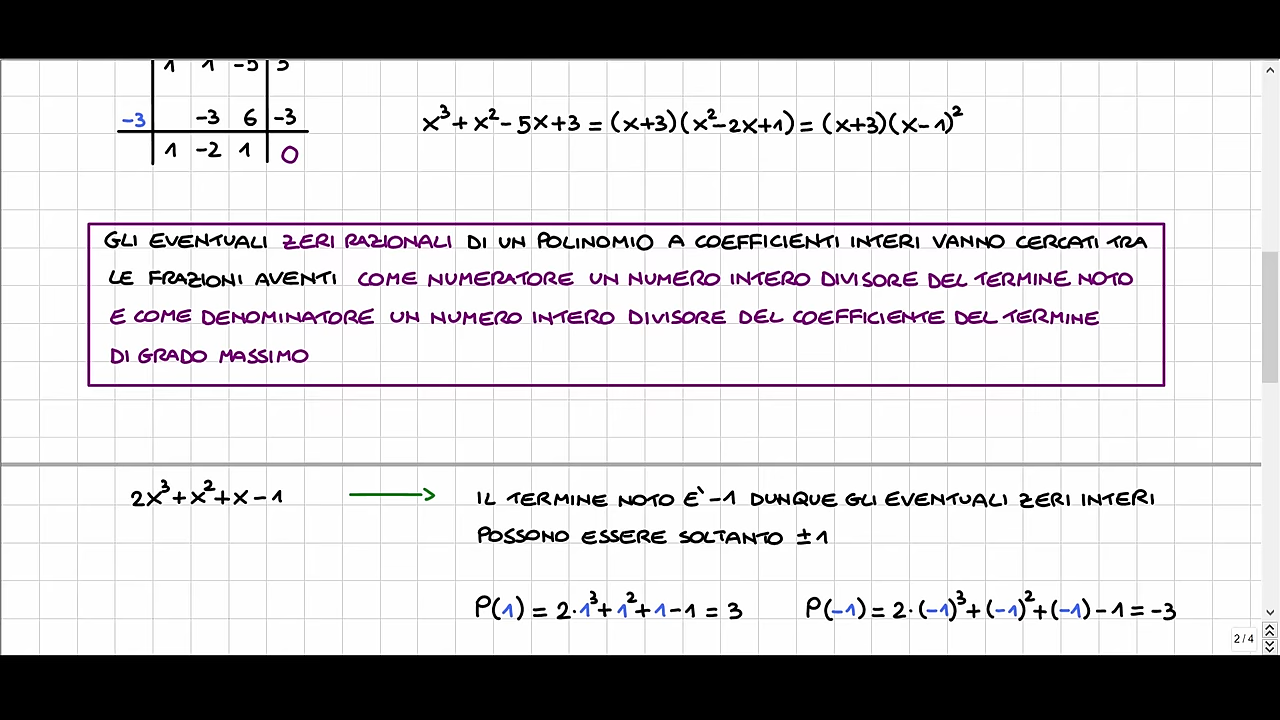 1 1 -5 3
-3 -3 6 -3
1 -2 1 0
x³+x²-5x+3=(x+3)(x²-2x+1)=(x+3)(x-1)²
GLI EVENTUALI ZERI RAZIONALI DI UN POLINOMIO A COEFFICIENTI INTERI VANNO CERCATI TRA
LE FRAZIONI AVENTI COME NUMERATORE UN NUMERO INTERO DIVISORE DEL TERMINE NOTO
E COME DENOMINATORE UN NUMERO INTERO DIVISORE DEL COEFFICIENTE DEL TERMINE
DI GRADO MASSIMO
2x³+x²+x-1 → IL TERMINE NOTO E` -1 DUNQUE GLI EVENTUALI ZERI INTERI
POSSONO ESSERE SOLTANTO ±1
P(1)=2·1³+1²+1-1=3 P(-1)=2·(-1)³+(-1)²+(-1)-1=-3
2 / 4